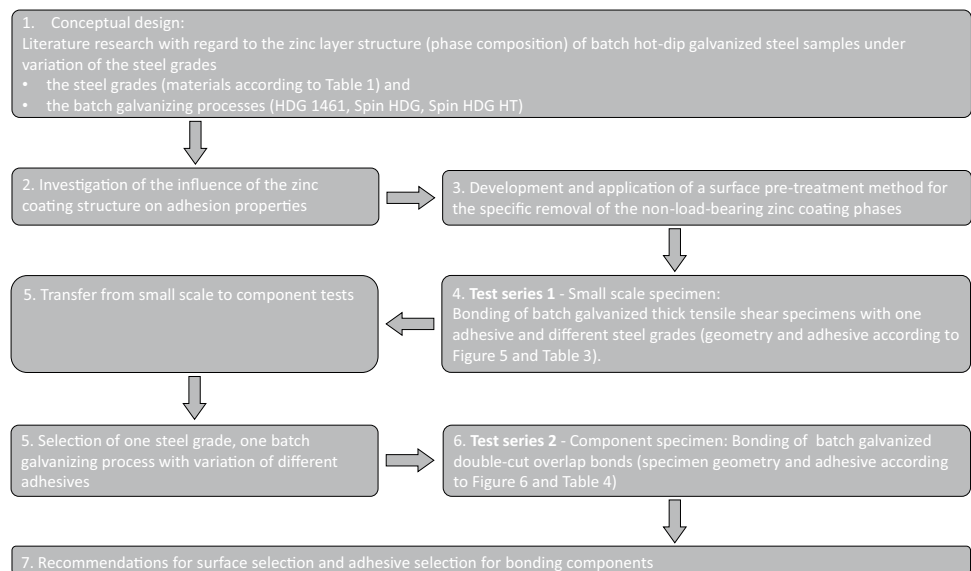 1. Conceptual design:
Literature research with regard to the zinc layer structure (phase composition) of batch hot-dip galvanized steel samples under
variation of the steel grades
• the steel grades (materials according to Table 1) and
• the batch galvanizing processes (HDG 1461, Spin HDG, Spin HDG HT)
2. Investigation of the influence of the zinc
coating structure on adhesion properties
3. Development and application of a surface pre-treatment method for
the specific removal of the non-load-bearing zinc coating phases
4. Test series 1 - Small scale specimen:
Bonding of batch galvanized thick tensile shear specimens with one
adhesive and different steel grades (geometry and adhesive according to
Figure 5 and Table 3).
5. Transfer from small scale to component tests
5. Selection of one steel grade, one batch
galvanizing process with variation of different
adhesives
6. Test series 2 - Component specimen: Bonding of batch galvanized
double-cut overlap bonds (specimen geometry and adhesive according
to Figure 6 and Table 4)
7. Recommendations for surface selection and adhesive selection for bonding components